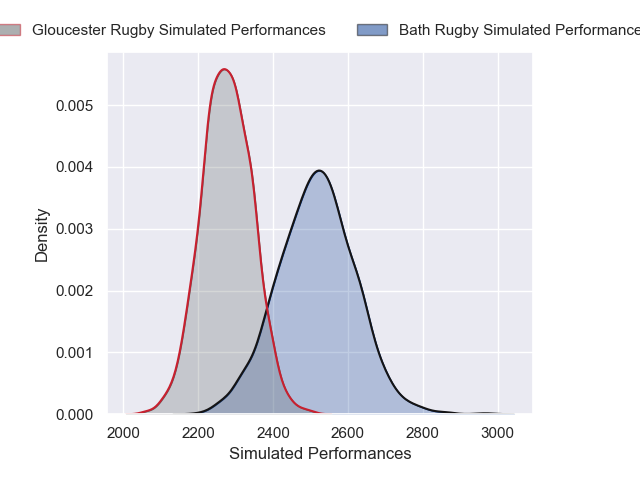 Gloucester Rugby Simulated Performances Bath Rugby Simulated Performance
0.005
0.004
0.003
0.002
0.001
0.000
Density
2000 2200 2400 2600 2800 3000
Simulated Performances